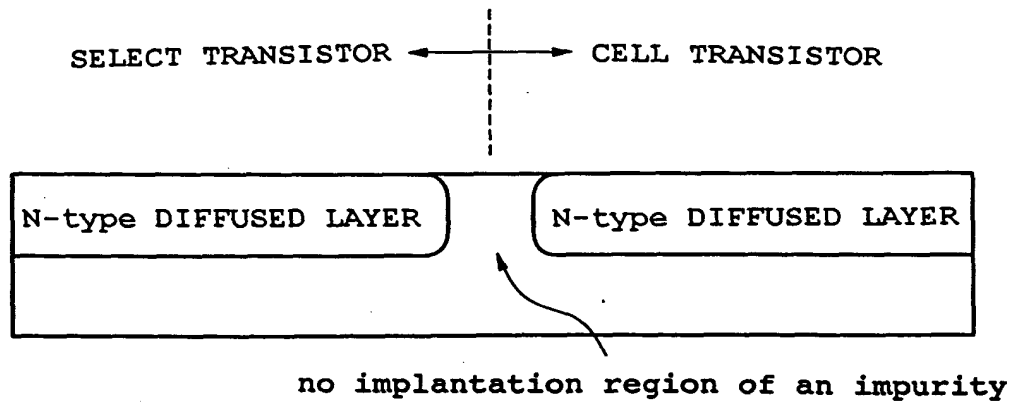 SELECT TRANSISTOR CELL TRANSISTOR
N-type DIFFUSED LAYER N-type DIFFUSED LAYER
no implantation region of an impurity